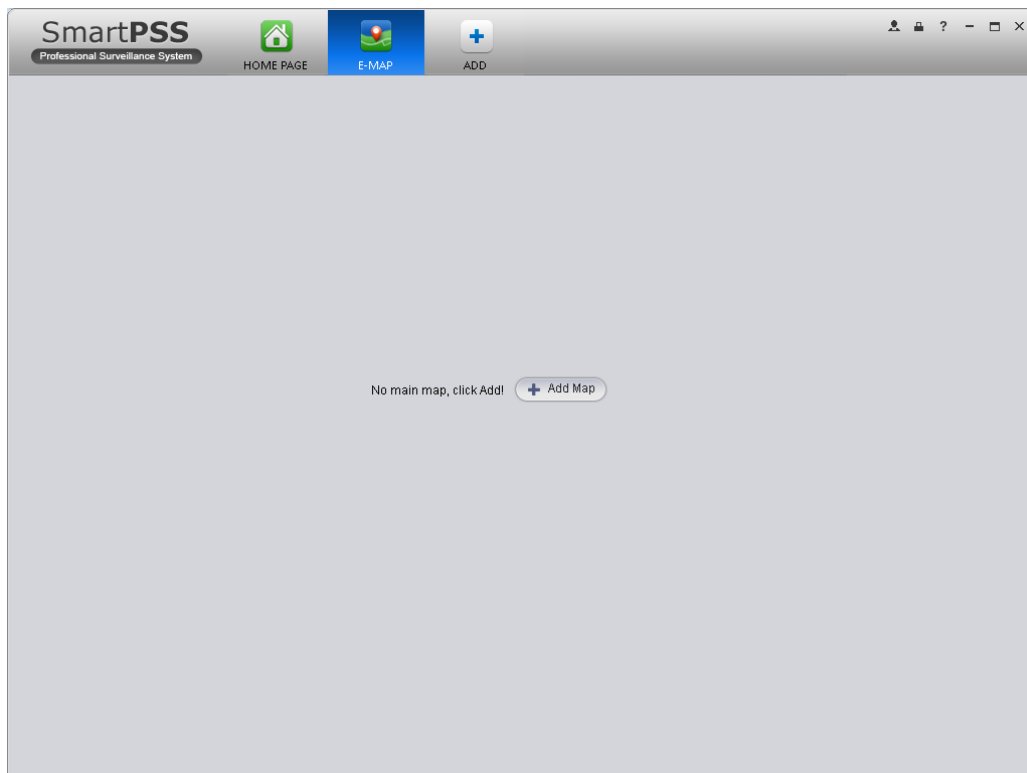 SmartPSS
Professional Surveillance System
HOME PAGE
E-MAP
ADD
?
No main map, click Add!
Add Map